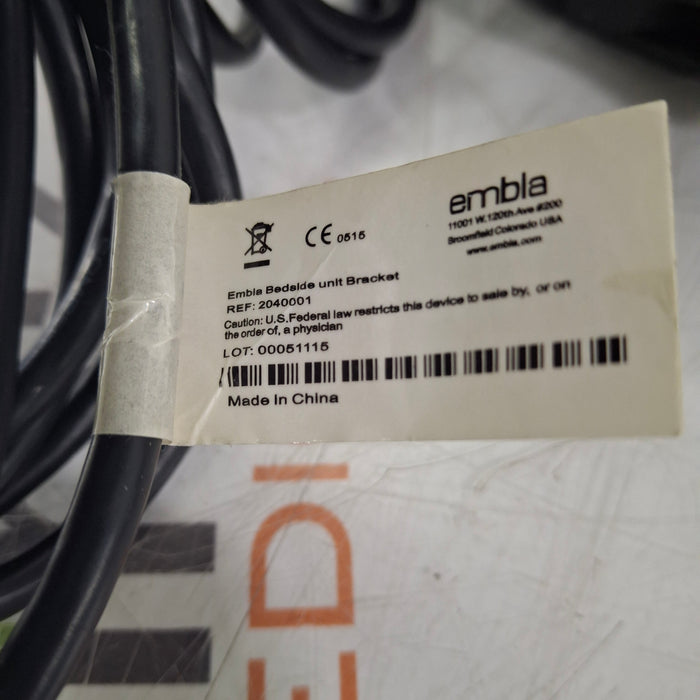 embla
11001 W.120th Ave #200
Broomfield Colorado USA
www.embla.com
CE 0515
Embla Bedside unit Bracket
REF: 2040001
Caution: U.S.Federal law restricts this device to sale by, or on
the order of, a physician
LOT: 00051115
Made In China
EDI